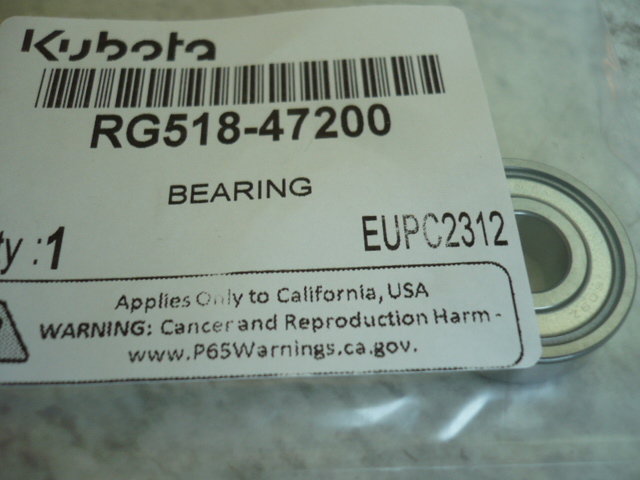 Kubota
RG518-47200
BEARING
ty :1
EUPC2312
Applies Only to California, USA
WARNING: Cancer and Reproduction Harm -
www.P65Warnings.ca.gov.